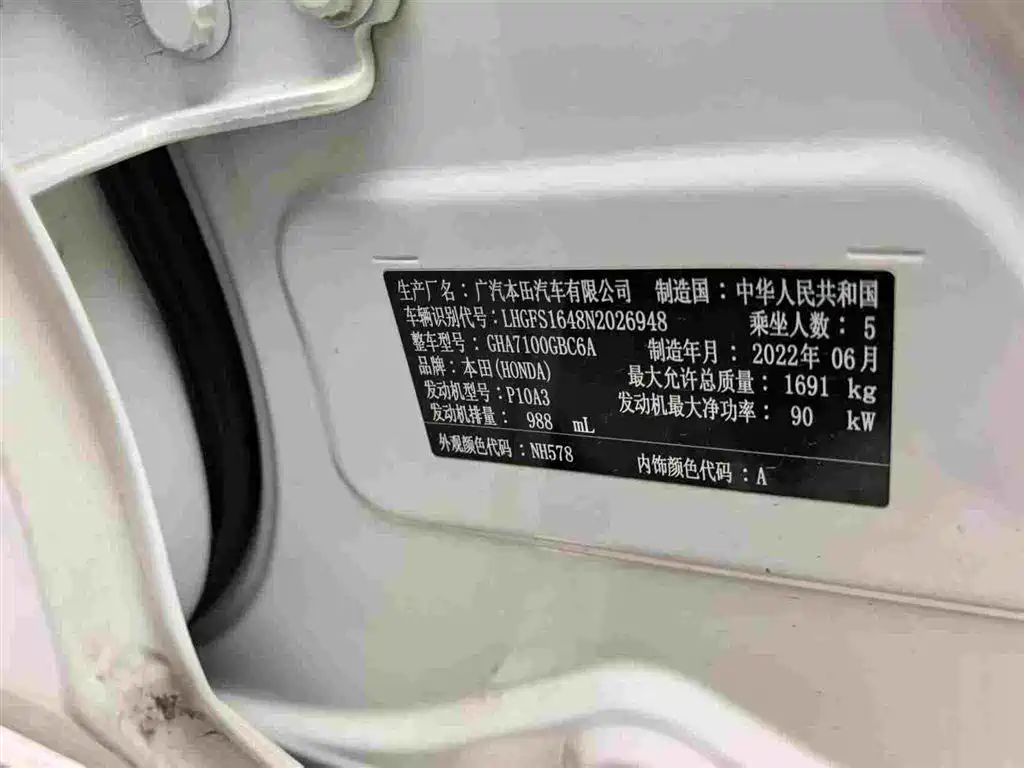 生产厂名：广汽本田汽车有限公司 制造国：中华人民共和国
车辆识别代号：LHGFS1648N2026948 乘坐人数：5
整车型号：GHA7100GBC6A 制造年月：2022年06月
品牌：本田(HONDA) 最大允许总质量：1691 kg
发动机型号：P10A3 发动机最大净功率：90 kW
发动机排量：988 mL
外观颜色代码：NH578 内饰颜色代码：A